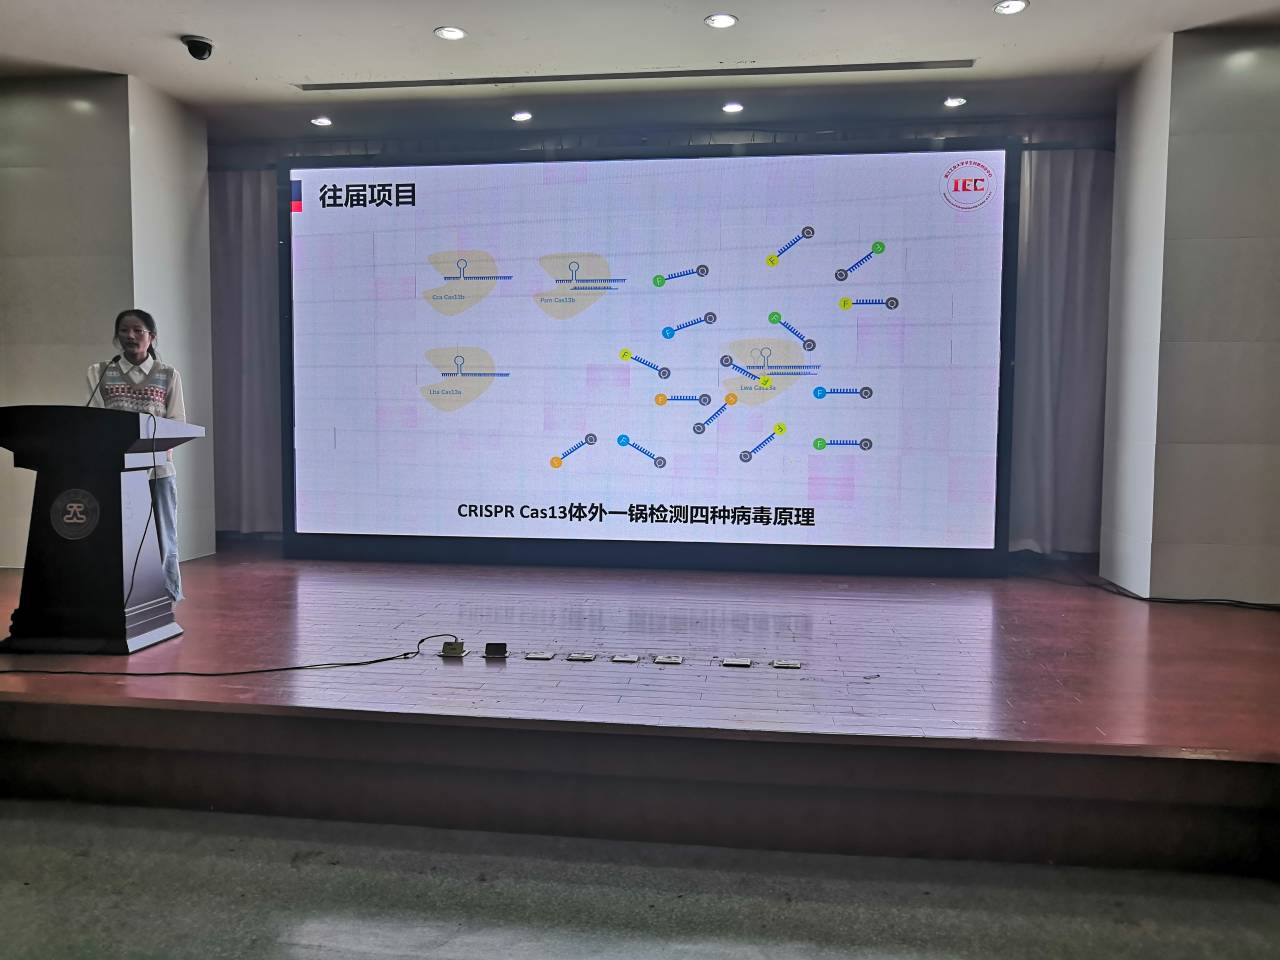 往届项目
IEC
Cca Cas13b
Psm Cas13b
F
Q
Q
F
F
Q
F
Q
F
Q
F
Q
F
Q
F
Q
Lba Cas13a
Q
F
Lwa Cas13a
F
Q
F
Q
F
Q
F
Q
F
Q
F
Q
F
Q
CRISPR Cas13体外一锅检测四种病毒原理